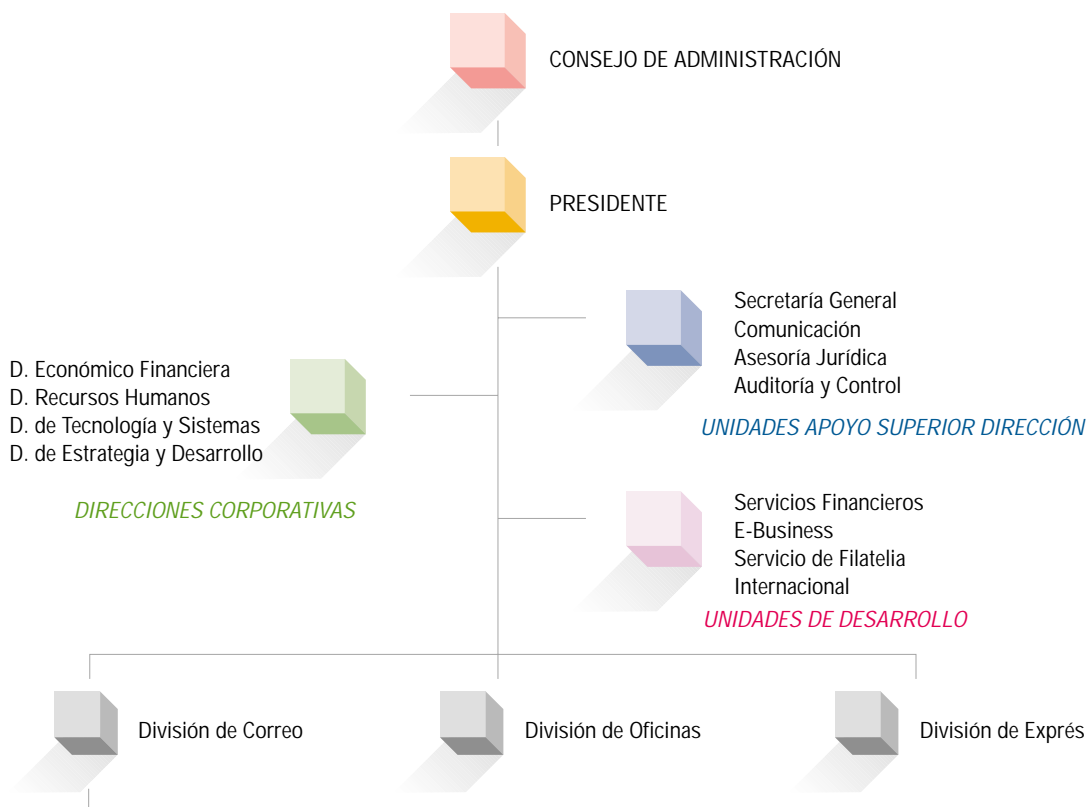 CONSEJO DE ADMINISTRACIÓN
PRESIDENTE
Secretaría General
Comunicación
Asesoría Jurídica
Auditoría y Control
UNIDADES APOYO SUPERIOR DIRECCIÓN
D. Económico Financiera
D. Recursos Humanos
D. de Tecnología y Sistemas
D. de Estrategia y Desarrollo
DIRECCIONES CORPORATIVAS
Servicios Financieros
E-Business
Servicio de Filatelia
Internacional
UNIDADES DE DESARROLLO
División de Correo
División de Oficinas
División de Exprés